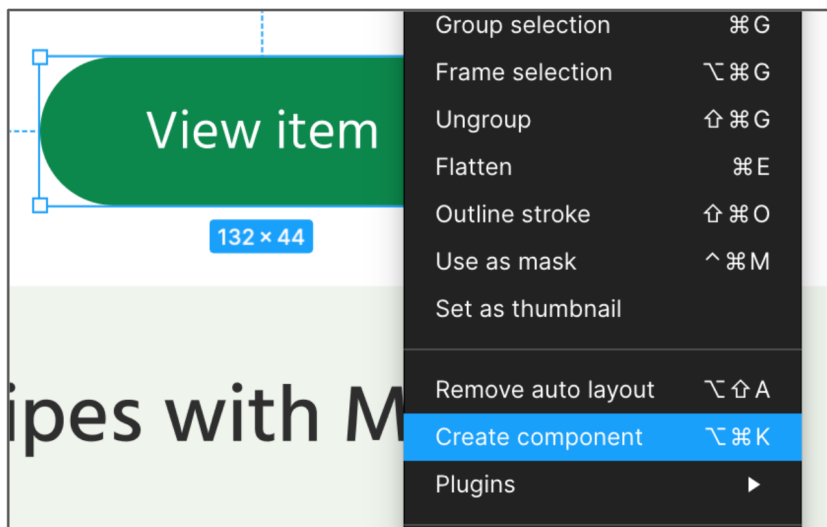 View item
132 × 44
ipes with M
Group selection ⌘G
Frame selection ⌥⌘G
Ungroup ⇧⌘G
Flatten ⌘E
Outline stroke ⇧⌘O
Use as mask ^⌘M
Set as thumbnail
Remove auto layout ⌥⇧A
Create component ⌥⌘K
Plugins ▶